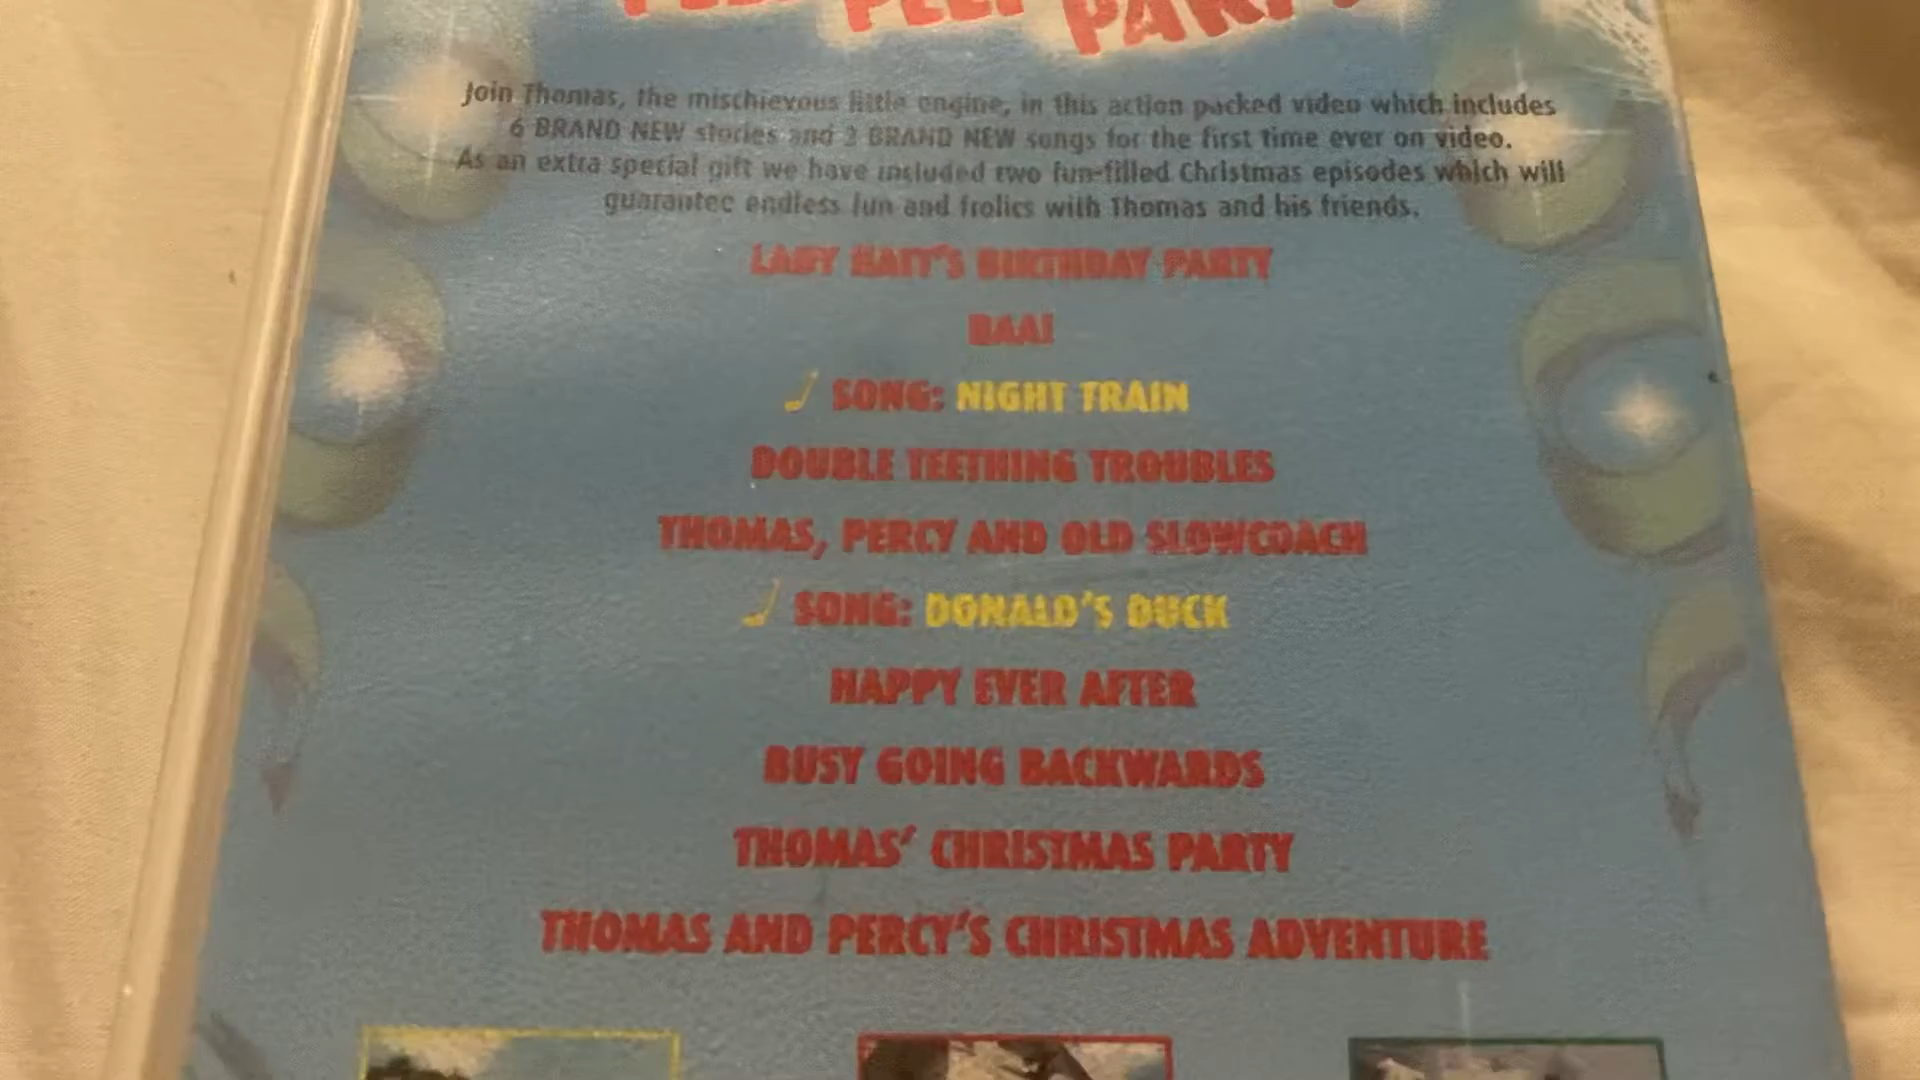 PEEP PEEP PARTY
Join Thomas, the mischievous little engine, in this action packed video which includes
6 BRAND NEW stories and 2 BRAND NEW songs for the first time ever on video.
As an extra special gift we have included two fun-filled Christmas episodes which will
guarantee endless fun and frolics with Thomas and his friends.
LADY HATT'S BIRTHDAY PARTY
BAA!
SONG: NIGHT TRAIN
DOUBLE TEETHING TROUBLES
THOMAS, PERCY AND OLD SLOWCOACH
SONG: DONALD'S DUCK
HAPPY EVER AFTER
BUSY GOING BACKWARDS
THOMAS' CHRISTMAS PARTY
THOMAS AND PERCY'S CHRISTMAS ADVENTURE